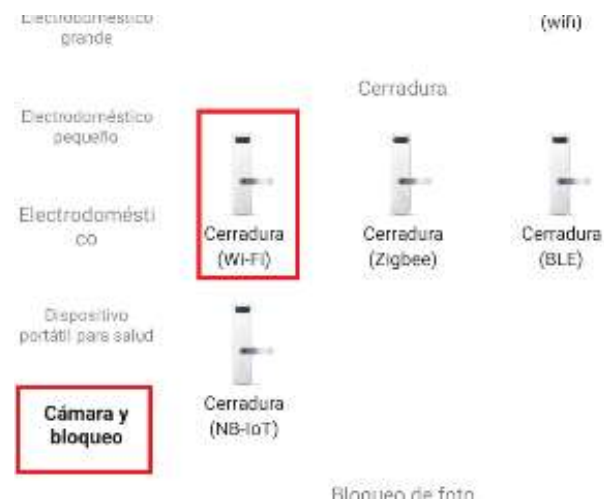 Electrodoméstico
grande
Electrodoméstico
pequeño
Electrodomésti
co
Dispositivo
portátil para salud
Cámara y
bloqueo
(wifi)
Cerradura
Cerradura
(Wi-Fi)
Cerradura
(Zigbee)
Cerradura
(BLE)
Cerradura
(NB-IoT)
Bloqueo de foto